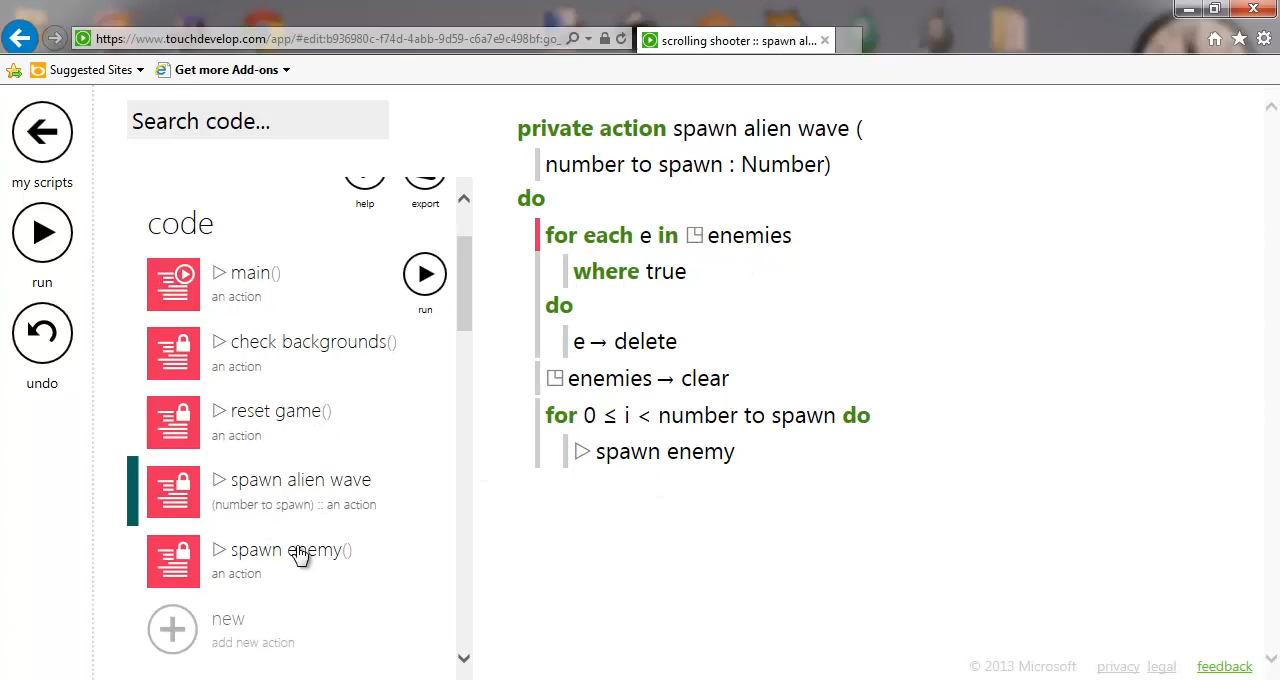 https://www.touchdevelop.com/app/#edit:b936980c-f74d-4abb-9d59-c6a7e9c498bf:go_
scrolling shooter :: spawn al...
Suggested Sites
Get more Add-ons
my scripts
run
undo
Search code...
help
export
code
main()
an action
run
check backgrounds()
an action
reset game()
an action
spawn alien wave
(number to spawn) :: an action
spawn enemy()
an action
new
add new action
private action spawn alien wave (
number to spawn : Number)
do
for each e in enemies
where true
do
e → delete
enemies → clear
for 0 ≤ i < number to spawn do
spawn enemy
© 2013 Microsoft privacy legal feedback